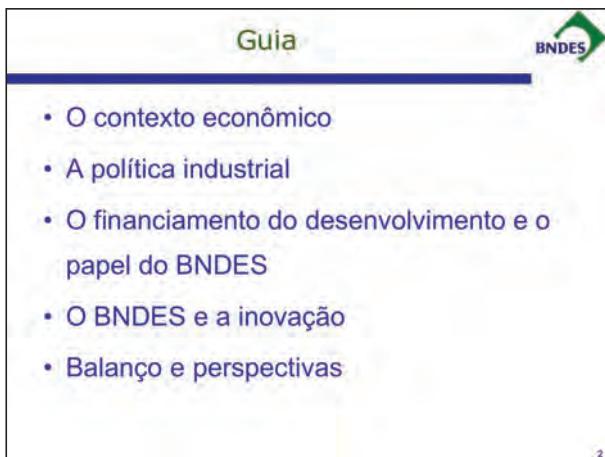 Guia
BNDES
• O contexto econômico
• A política industrial
• O financiamento do desenvolvimento e o
papel do BNDES
• O BNDES e a inovação
• Balanço e perspectivas
2